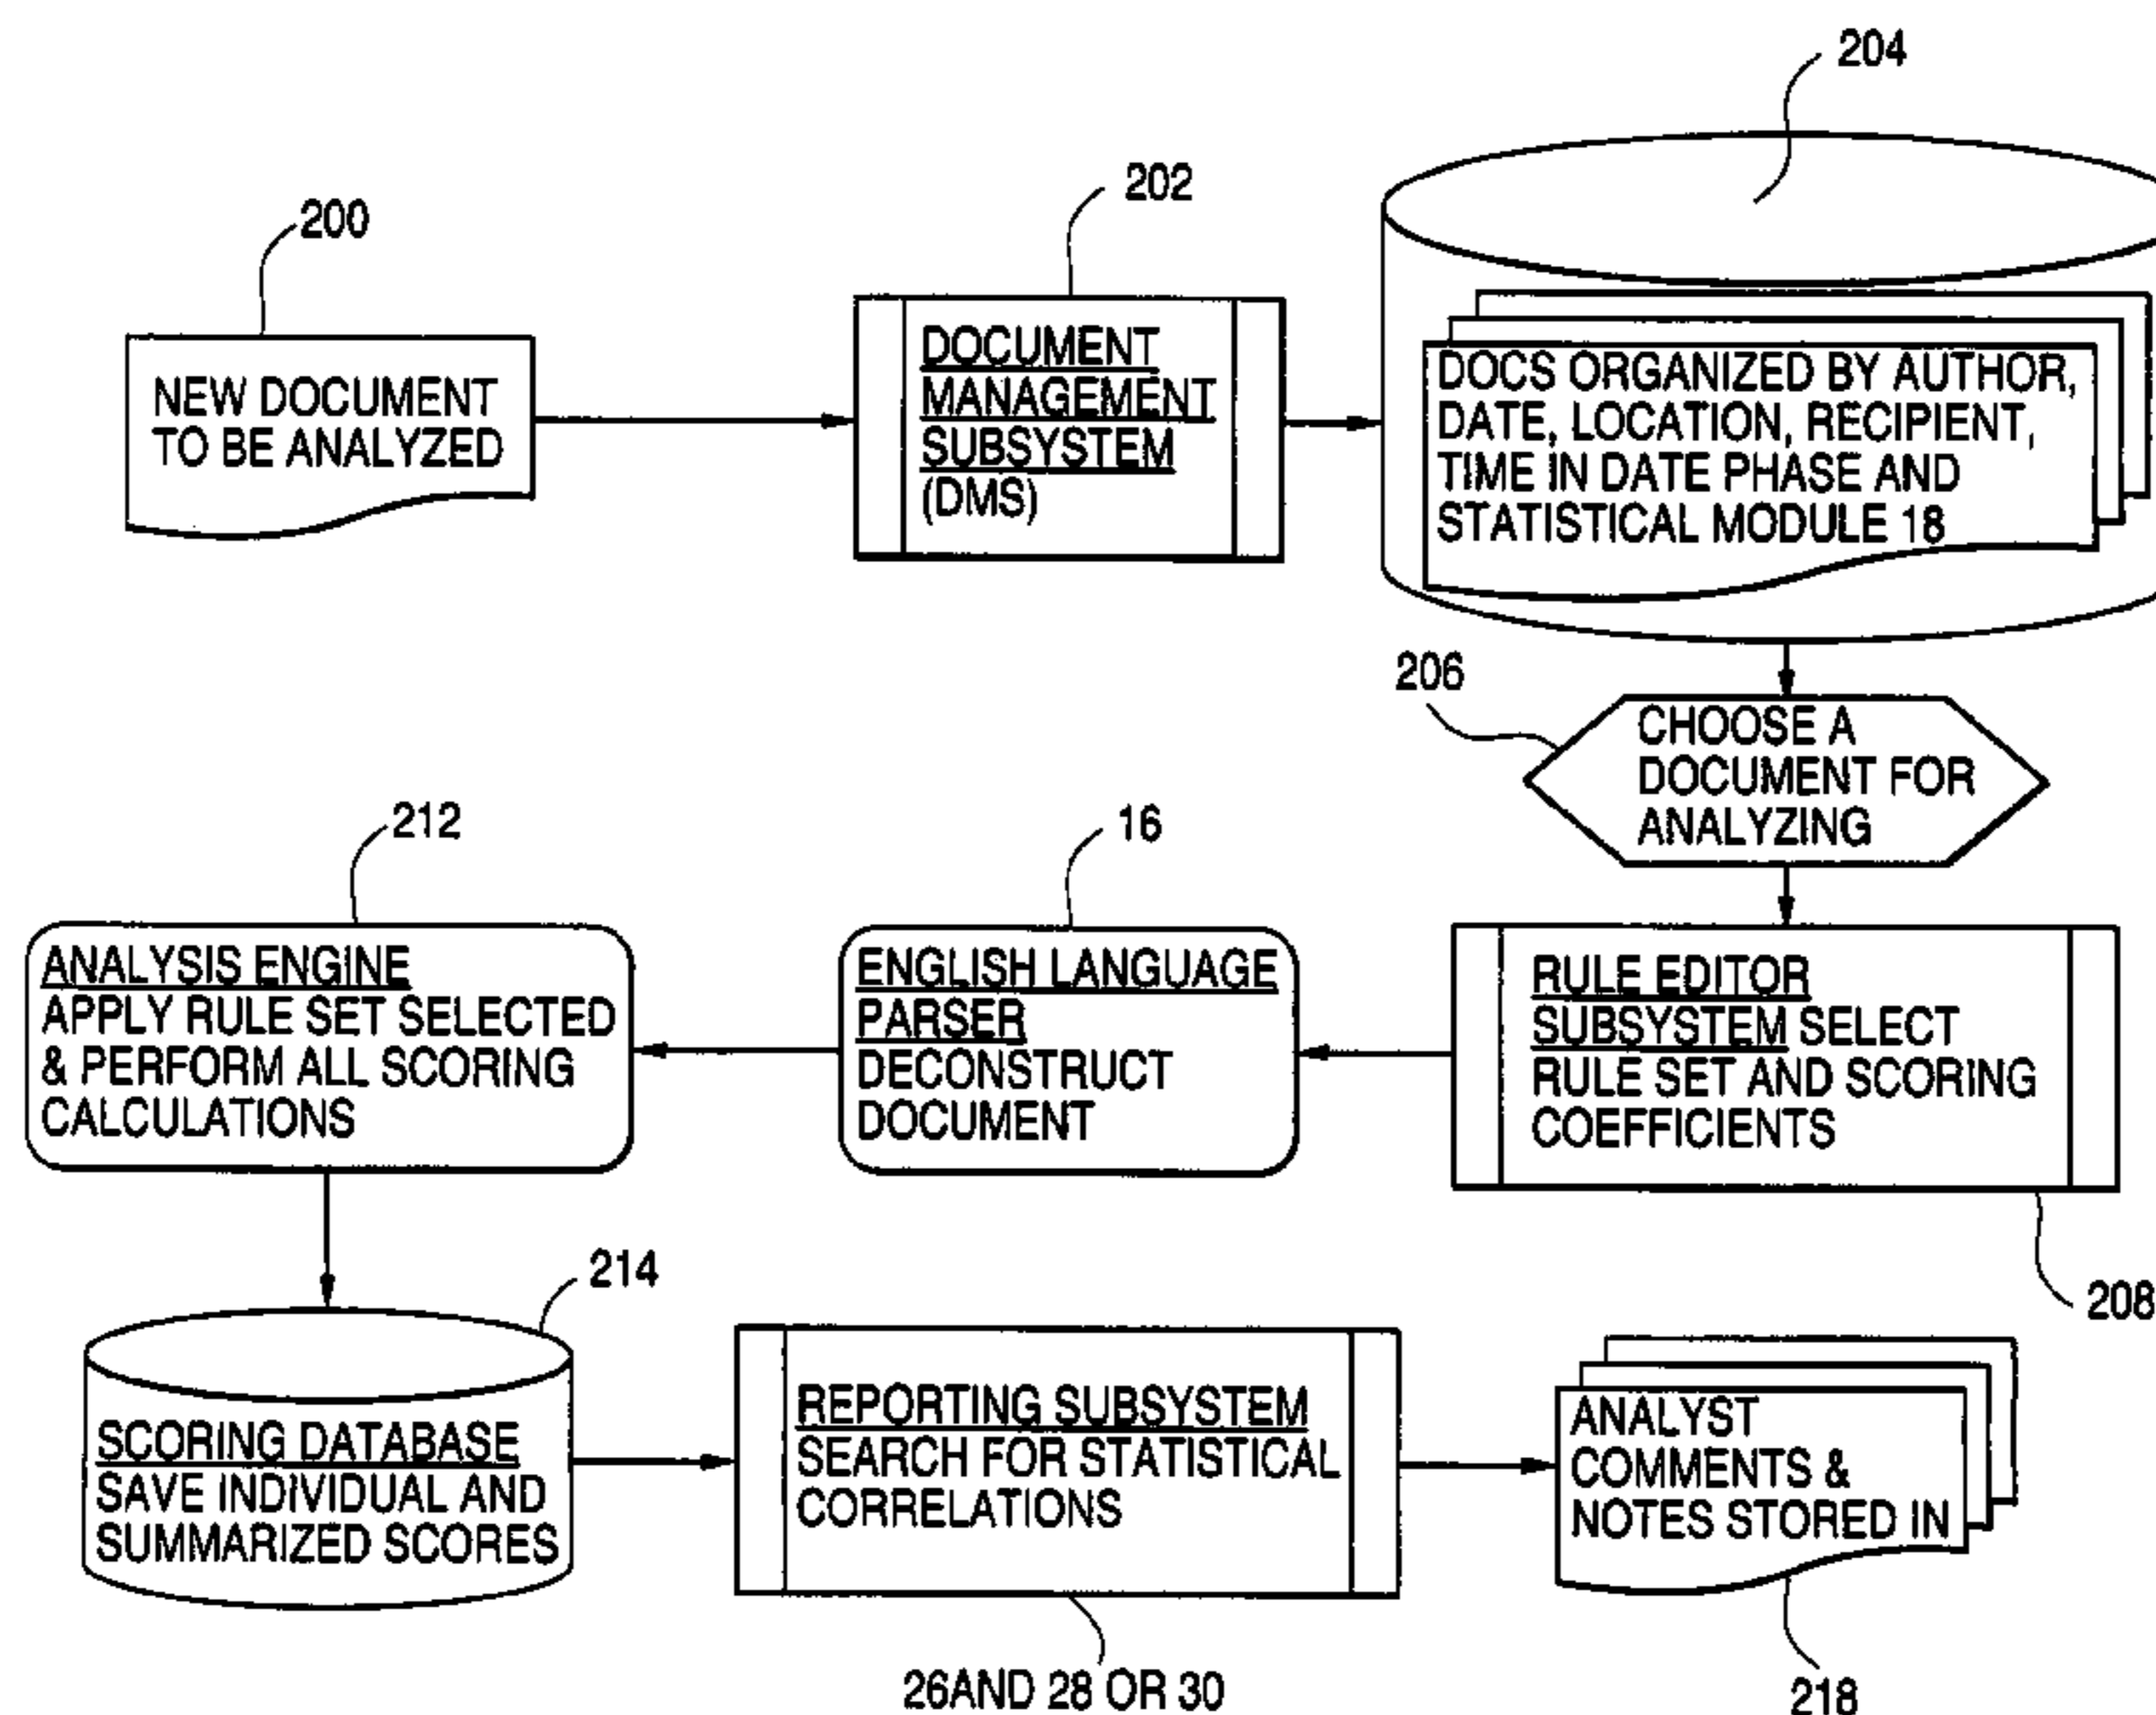 204
202
200
NEW DOCUMENT
TO BE ANALYZED
DOCUMENT
MANAGEMENT
SUBSYSTEM
(DMS)
DOCS ORGANIZED BY AUTHOR,
DATE, LOCATION, RECIPIENT,
TIME IN DATE PHASE AND
STATISTICAL MODULE 18
206
CHOOSE A
DOCUMENT FOR
ANALYZING
212
ANALYSIS ENGINE
APPLY RULE SET SELECTED
& PERFORM ALL SCORING
CALCULATIONS
16
ENGLISH LANGUAGE
PARSER
DECONSTRUCT
DOCUMENT
RULE EDITOR
SUBSYSTEM SELECT
RULE SET AND SCORING
COEFFICIENTS
208
214
SCORING DATABASE
SAVE INDIVIDUAL AND
SUMMARIZED SCORES
REPORTING SUBSYSTEM
SEARCH FOR STATISTICAL
CORRELATIONS
26AND 28 OR 30
ANALYST
COMMENTS &
NOTES STORED IN
218